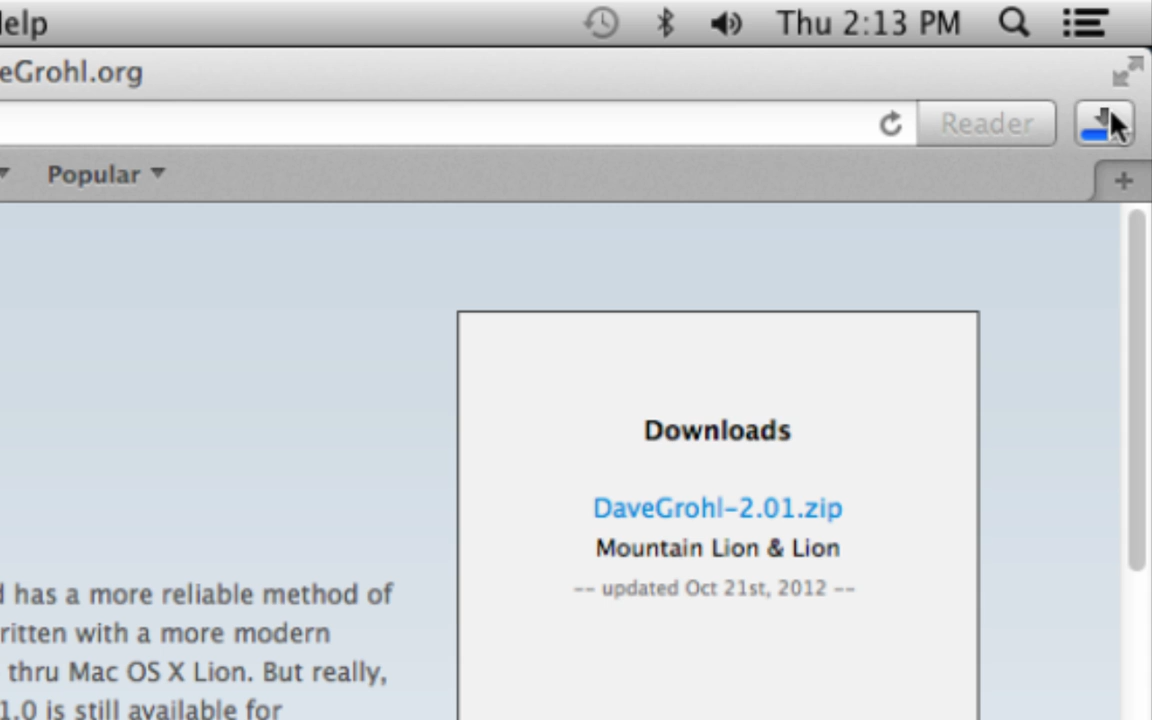 Help
Thu 2:13 PM
eGrohl.org
Reader
Popular
Downloads
DaveGrohl-2.01.zip
Mountain Lion & Lion
-- updated Oct 21st, 2012 --
d has a more reliable method of
ritten with a more modern
thru Mac OS X Lion. But really,
1.0 is still available for